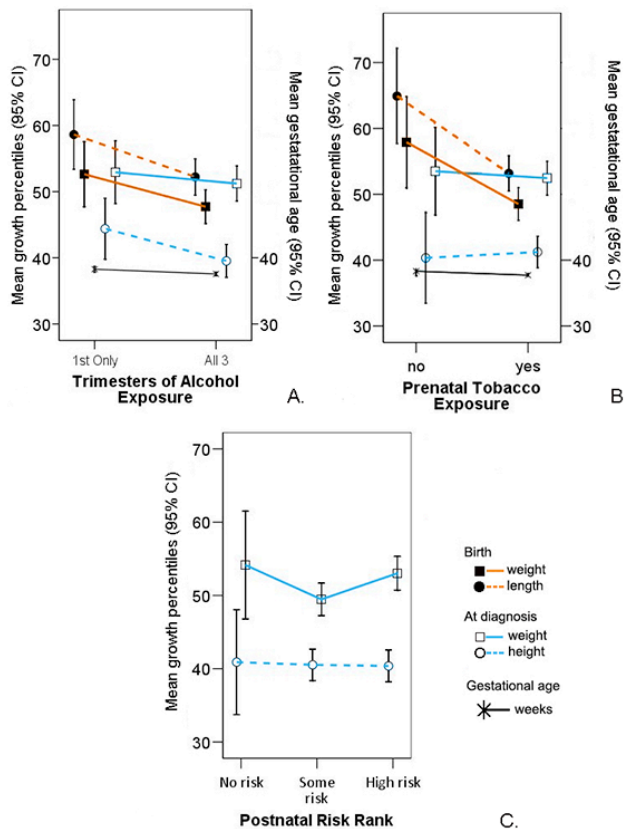 Mean growth percentiles (95% CI)
70
60
50
40
30
Mean gestatational age (95% CI)
40
30
1st Only
All 3
Trimesters of Alcohol
Exposure
A.
Mean growth percentiles (95% CI)
70
60
50
40
30
Mean gestatational age (95% CI)
40
30
no
yes
Prenatal Tobacco
Exposure
B
Mean growth percentiles (95% CI)
70
60
50
40
30
No risk
Some
risk
High risk
Postnatal Risk Rank
C.
Birth
weight
length
At diagnosis
weight
height
Gestational age
weeks